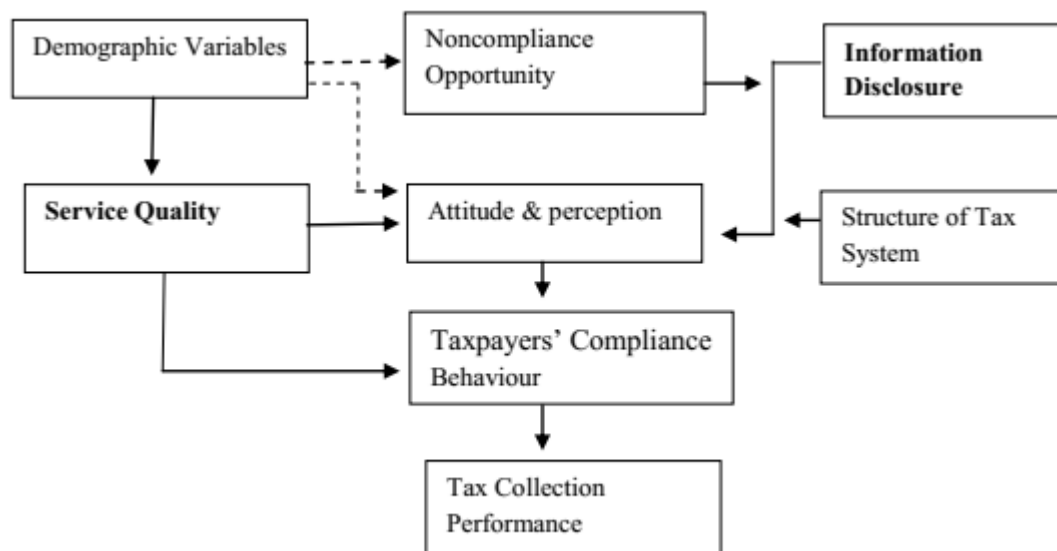 Demographic Variables
Noncompliance
Opportunity
Information
Disclosure
Service Quality
Attitude & perception
Structure of Tax
System
Taxpayers’ Compliance
Behaviour
Tax Collection
Performance